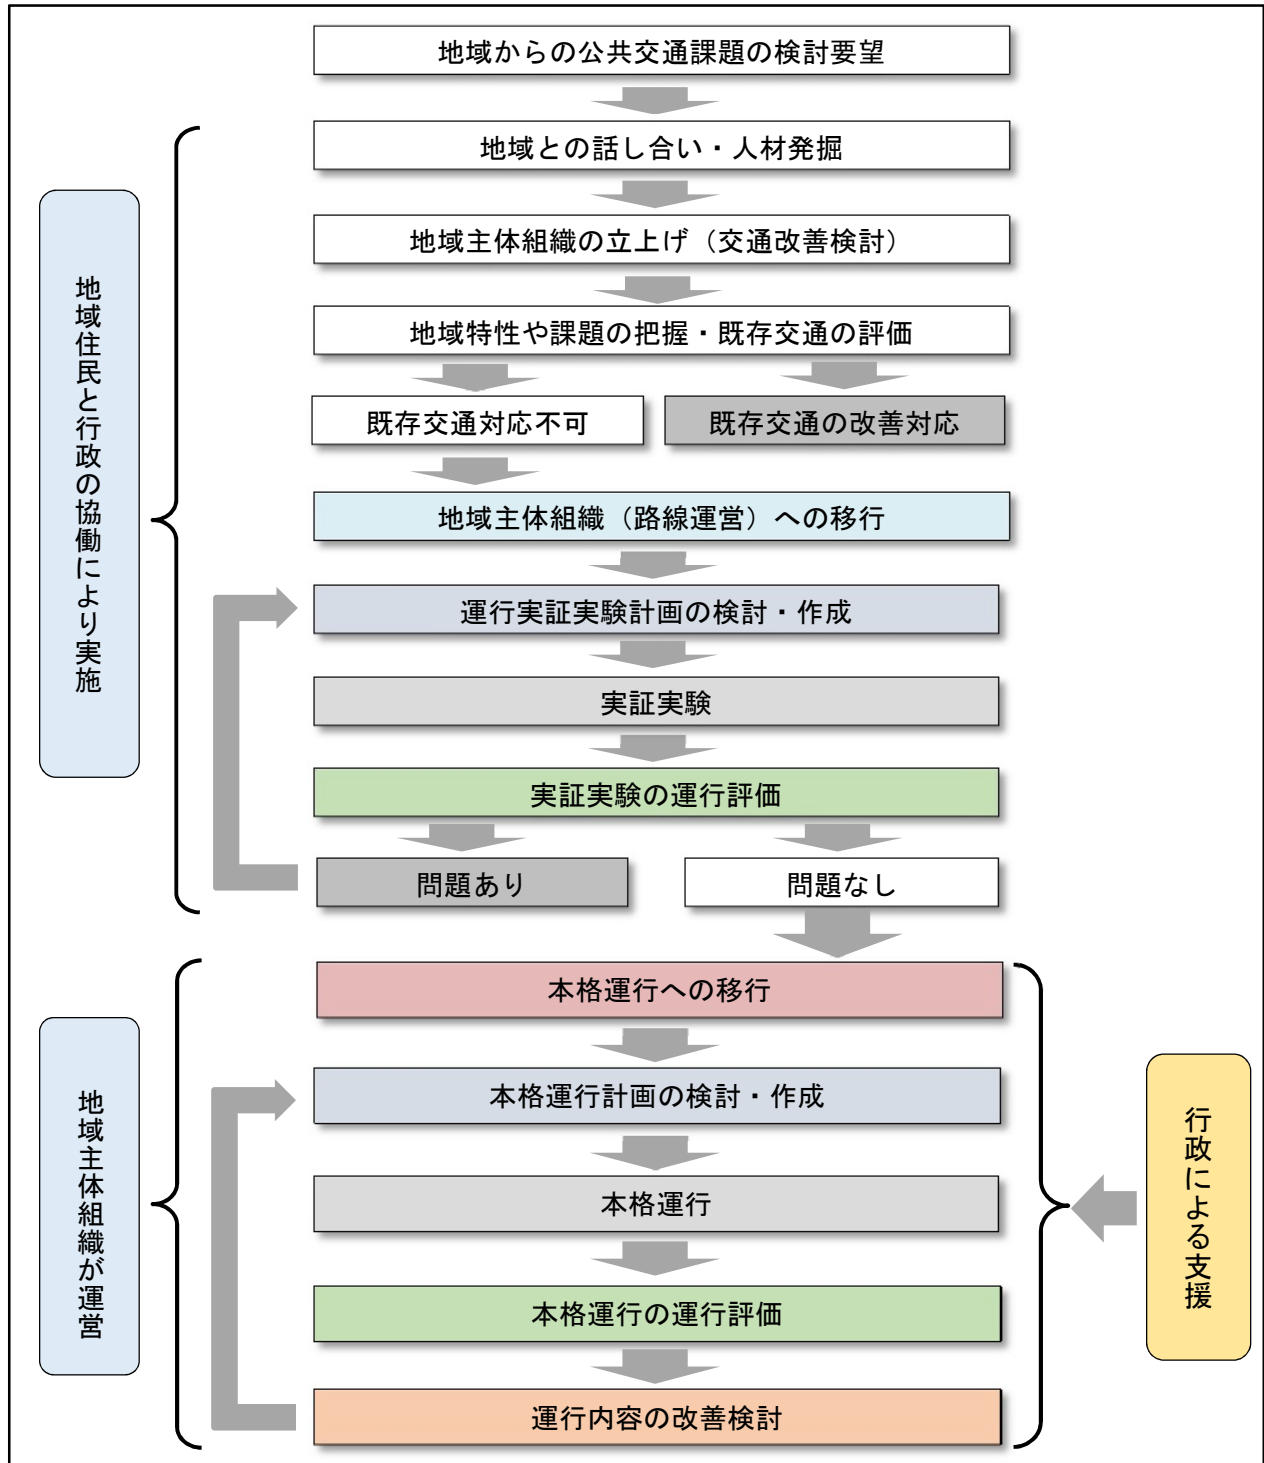 地域からの公共交通課題の検討要望
地域との話し合い・人材発掘
地域主体組織の立上げ（交通改善検討）
地域特性や課題の把握・既存交通の評価
既存交通対応不可
既存交通の改善対応
地域主体組織（路線運営）への移行
運行実証実験計画の検討・作成
実証実験
実証実験の運行評価
問題あり
問題なし
地域住民と行政の協働により実施
本格運行への移行
本格運行計画の検討・作成
本格運行
本格運行の運行評価
運行内容の改善検討
地域主体組織が運営
行政による支援